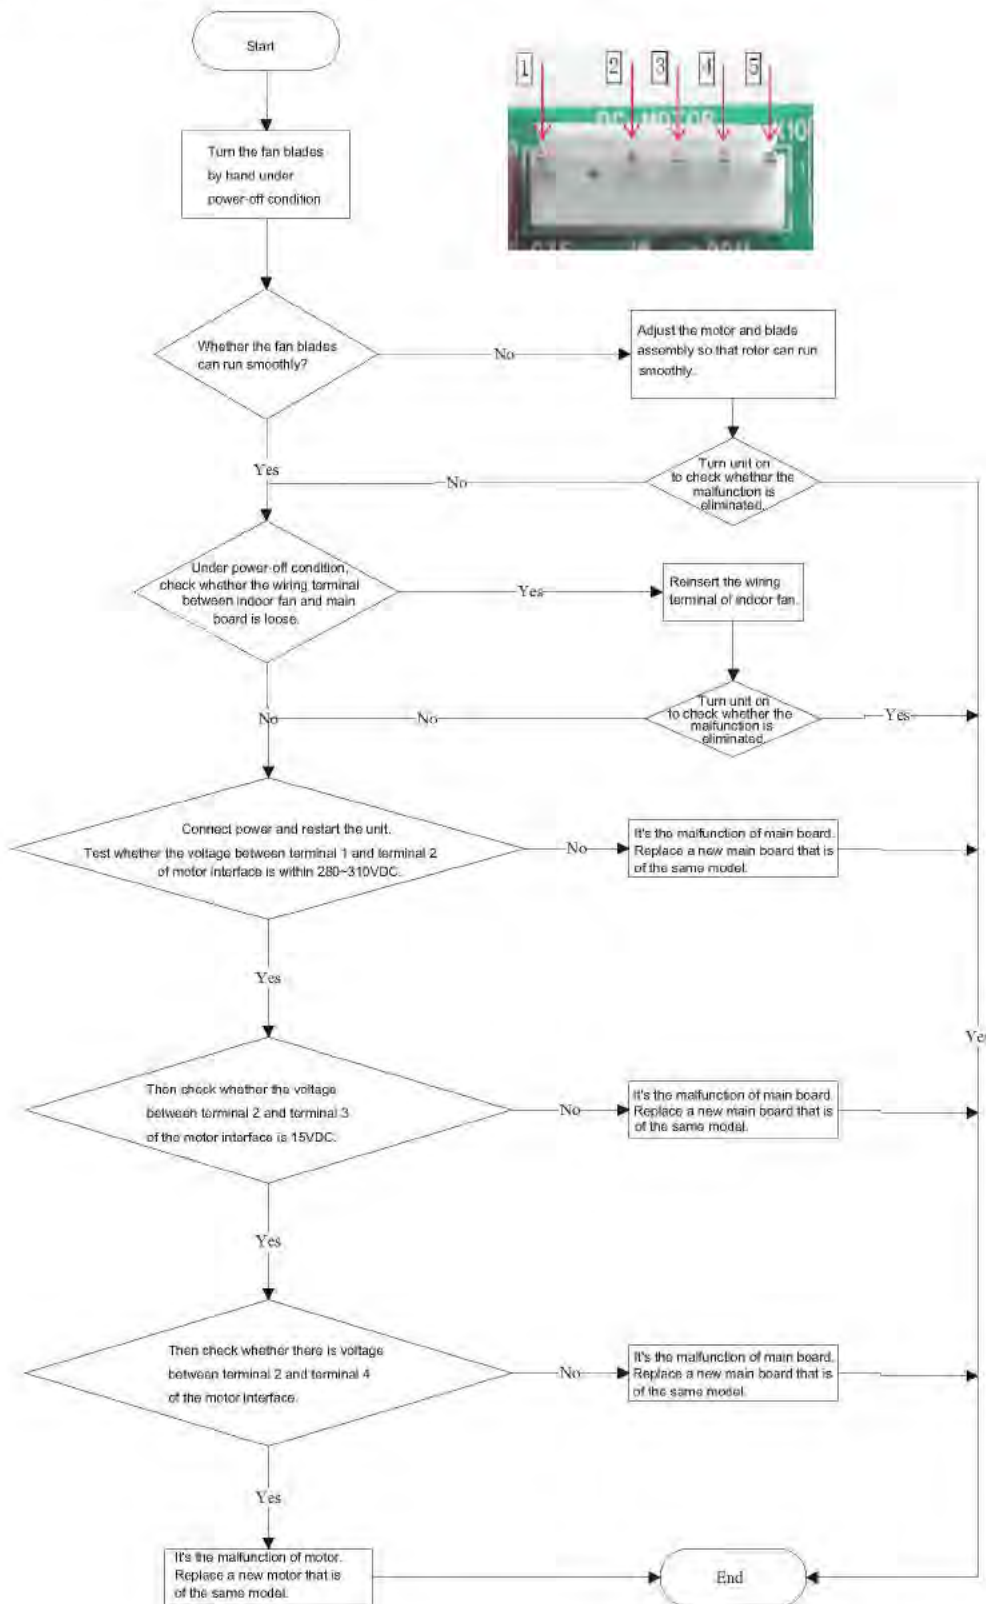 Start
1 2 3 4 5
DC MOTOR
Turn the fan blades
by hand under
power-off condition
Whether the fan blades
can run smoothly?
No
Adjust the motor and blade
assembly so that rotor can run
smoothly.
Yes
Turn unit on
to check whether the
malfunction is
eliminated.
No
Under power-off condition,
check whether the wiring terminal
between indoor fan and main
board is loose.
Yes
Reinsert the wiring
terminal of indoor fan.
No
No
Turn unit on
to check whether the
malfunction is
eliminated.
Yes
Connect power and restart the unit.
Test whether the voltage between terminal 1 and terminal 2
of motor interface is within 280~310VDC.
No
It's the malfunction of main board.
Replace a new main board that is
of the same model.
Yes
Yes
Then check whether the voltage
between terminal 2 and terminal 3
of the motor interface is 15VDC.
No
It's the malfunction of main board.
Replace a new main board that is
of the same model.
Yes
Then check whether there is voltage
between terminal 2 and terminal 4
of the motor interface.
No
It's the malfunction of main board.
Replace a new main board that is
of the same model.
Yes
It's the malfunction of motor.
Replace a new motor that is
of the same model.
End